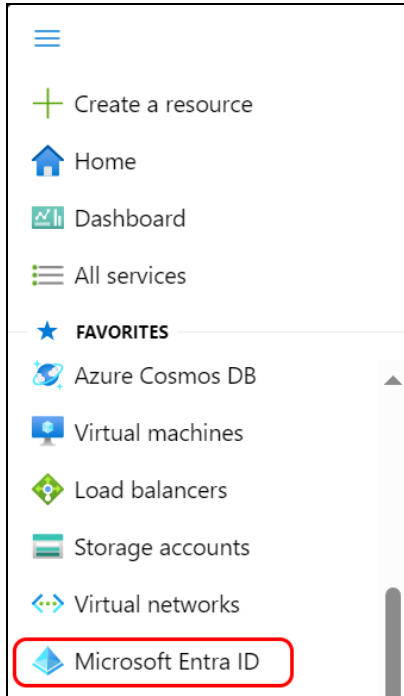 Create a resource
Home
Dashboard
All services
FAVORITES
Azure Cosmos DB
Virtual machines
Load balancers
Storage accounts
Virtual networks
Microsoft Entra ID